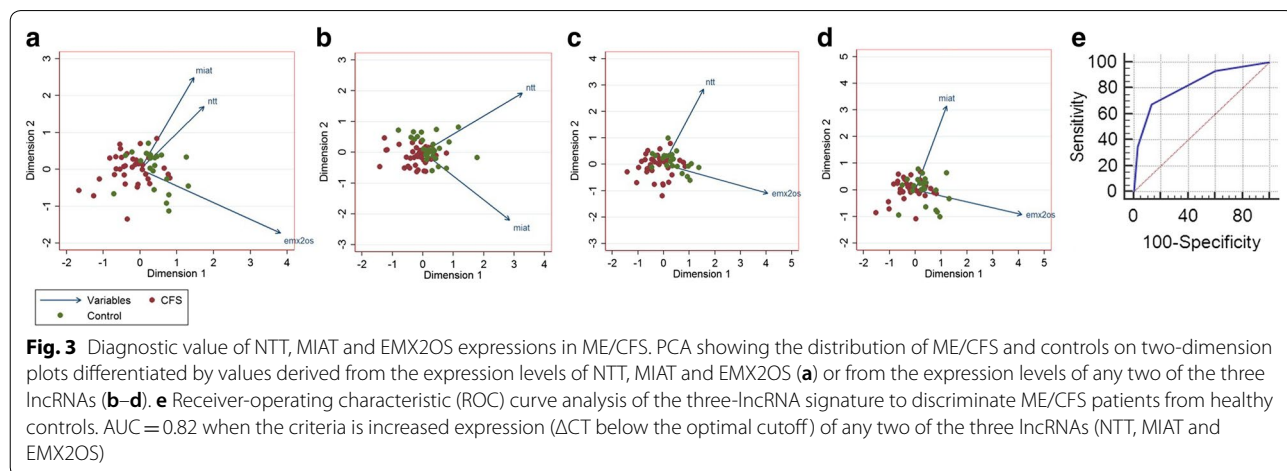 a
b
c
d
e
3
2
1
0
-1
-2
miat
ntt
emx2os
Dimension 2
-2 -1 0 1 2 3 4
Dimension 1
3
2
1
0
-1
-2
-3
ntt
miat
Dimension 2
-2 -1 0 1 2 3 4
Dimension 1
4
3
2
1
0
-1
-2
-3
ntt
emx2os
Dimension 2
-2 -1 0 1 2 3 4
Dimension 1
5
4
3
2
1
0
-1
-2
miat
emx2os
Dimension 2
-2 -1 0 1 2 3 4 5
Dimension 1
100
80
60
40
20
0
Sensitivity
0 40 80
100-Specificity
Variables CFS
Control
Fig. 3 Diagnostic value of NTT, MIAT and EMX2OS expressions in ME/CFS. PCA showing the distribution of ME/CFS and controls on two-dimension
plots differentiated by values derived from the expression levels of NTT, MIAT and EMX2OS (a) or from the expression levels of any two of the three
lncRNAs (b–d). e Receiver-operating characteristic (ROC) curve analysis of the three-lncRNA signature to discriminate ME/CFS patients from healthy
controls. AUC = 0.82 when the criteria is increased expression (ΔCT below the optimal cutoff) of any two of the three lncRNAs (NTT, MIAT and
EMX2OS)